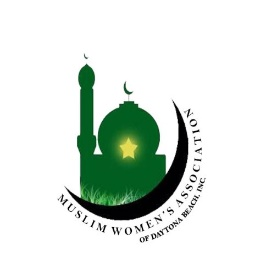 MUSLIM WOMEN'S ASSOCIATION
OF DAYTONA BEACH, INC.